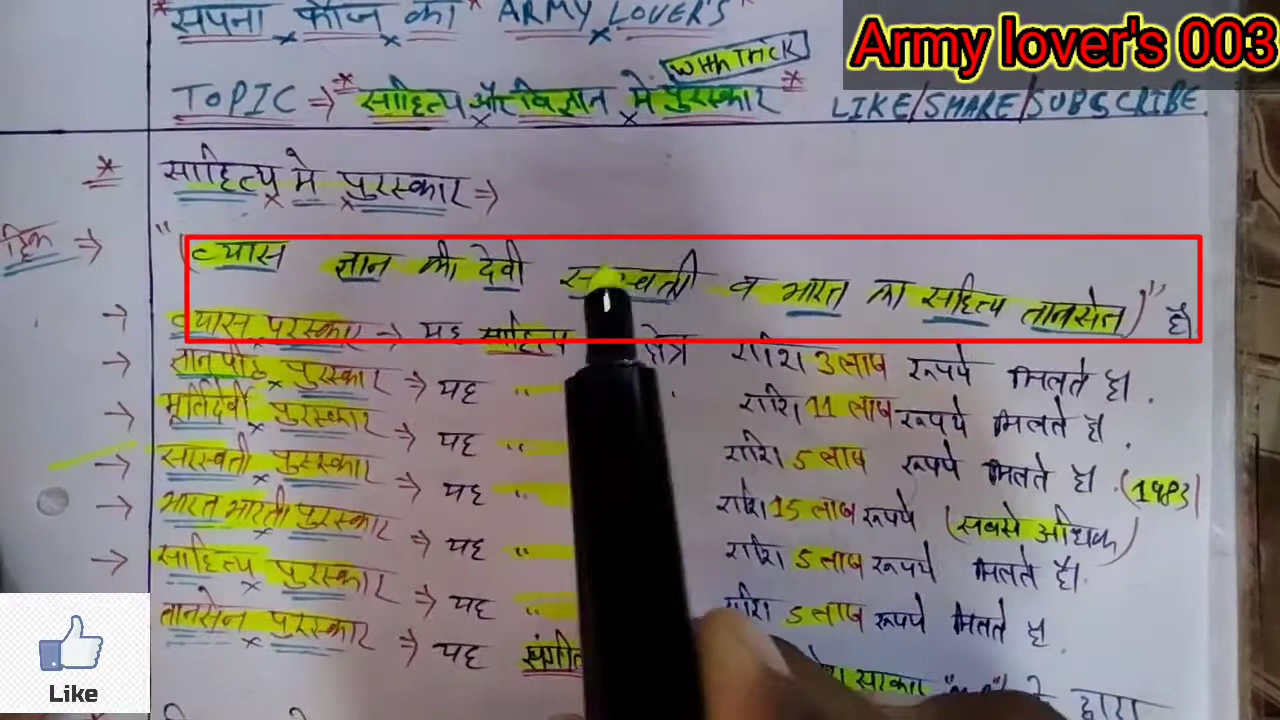 *सपना फौज का* ARMY LOVER'S
Army lover's 003
With Trick
TOPIC ⇒ * साहित्य और विज्ञान मे पुरस्कार *
LIKE/SHARE/SUBSCRIBE
* साहित्य मे पुरस्कार ⇒
ट्रिक ⇒ "(व्यास ज्ञान की देवी सरस्वती व भारत का सहित्य तानसेन)" है
→ व्यास पुरस्कार → यह साहित्य क्षेत्र राशि 3 लाख रूपये मिलते है।
→ ज्ञानपीठ पुरस्कार ⇒ यह " राशि 11 लाख रूपये मिलते है।
→ मूर्तिदेवी पुरस्कार ⇒ यह " राशि 5 लाख रूपये मिलते है। (1983)
→ सारस्वती पुरुस्कार ⇒ यह " राशि 15 लाख रूपये (सबसे अधिक)
→ भारत भारती पुरस्कार ⇒ यह " राशि 5 लाख रूपये मिलते है।
→ साहित्य पुरस्कार ⇒ यह " राशि 5 लाख रूपये मिलते है
तानसेन पुरस्कार ⇒ यह संगीत सरकार के द्वारा
Like